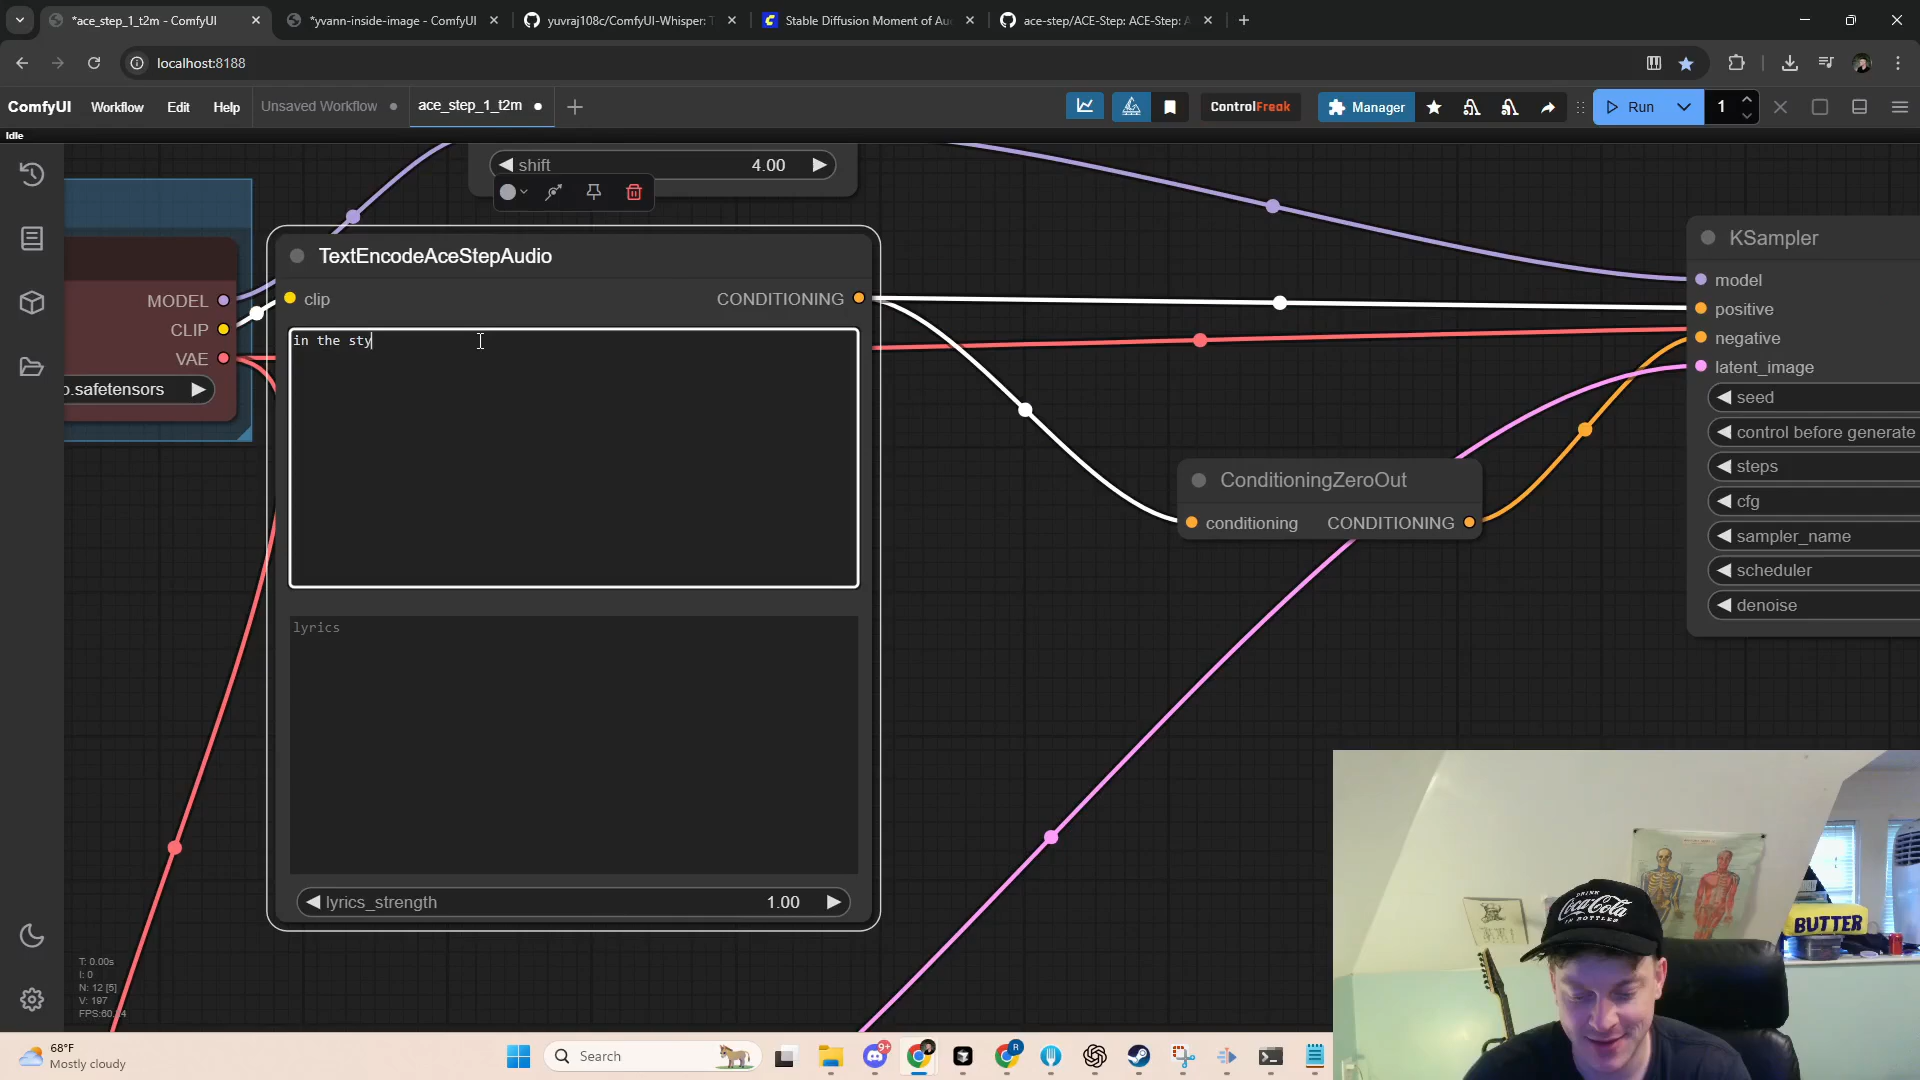 *ace_step_1_t2m - ComfyUI
*yvann-inside-image - ComfyUI
yuvraj108c/ComfyUI-Whisper: T
Stable Diffusion Moment of Au
ace-step/ACE-Step: ACE-Step: A
localhost:8188
ComfyUI
Workflow
Edit
Help
Unsaved Workflow
ace_step_1_t2m
ControlFreak
Manager
Run
1
Idle
shift
4.00
TextEncodeAceStepAudio
clip
CONDITIONING
in the sty
lyrics
lyrics_strength
1.00
MODEL
CLIP
VAE
o.safetensors
ConditioningZeroOut
conditioning
CONDITIONING
KSampler
model
positive
negative
latent_image
seed
control before generate
steps
cfg
sampler_name
scheduler
denoise
T: 0.00s
I: 0
N: 12 [5]
V: 197
DRINK
Coca-Cola
IN BOTTLES
BUTTER
68°F
Mostly cloudy
Search
9+
R